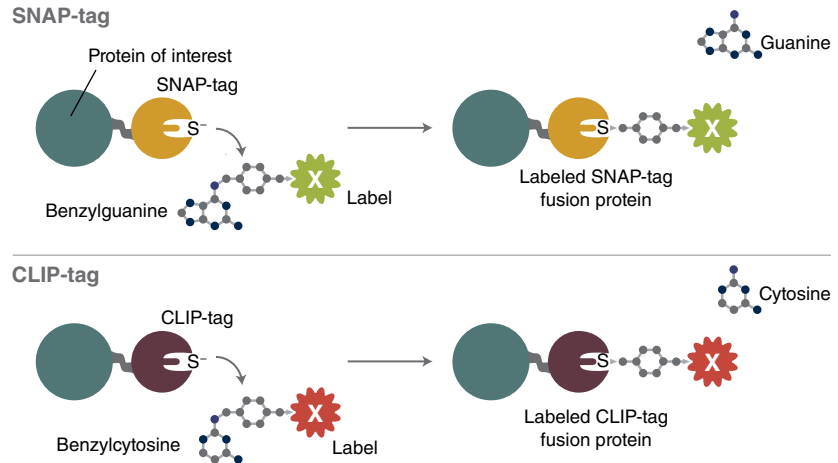 SNAP-tag
Protein of interest
SNAP-tag
S⁻
Benzylguanine
X
Label
Guanine
S
X
Labeled SNAP-tag
fusion protein
CLIP-tag
CLIP-tag
S⁻
Benzylcytosine
X
Label
Cytosine
S
X
Labeled CLIP-tag
fusion protein